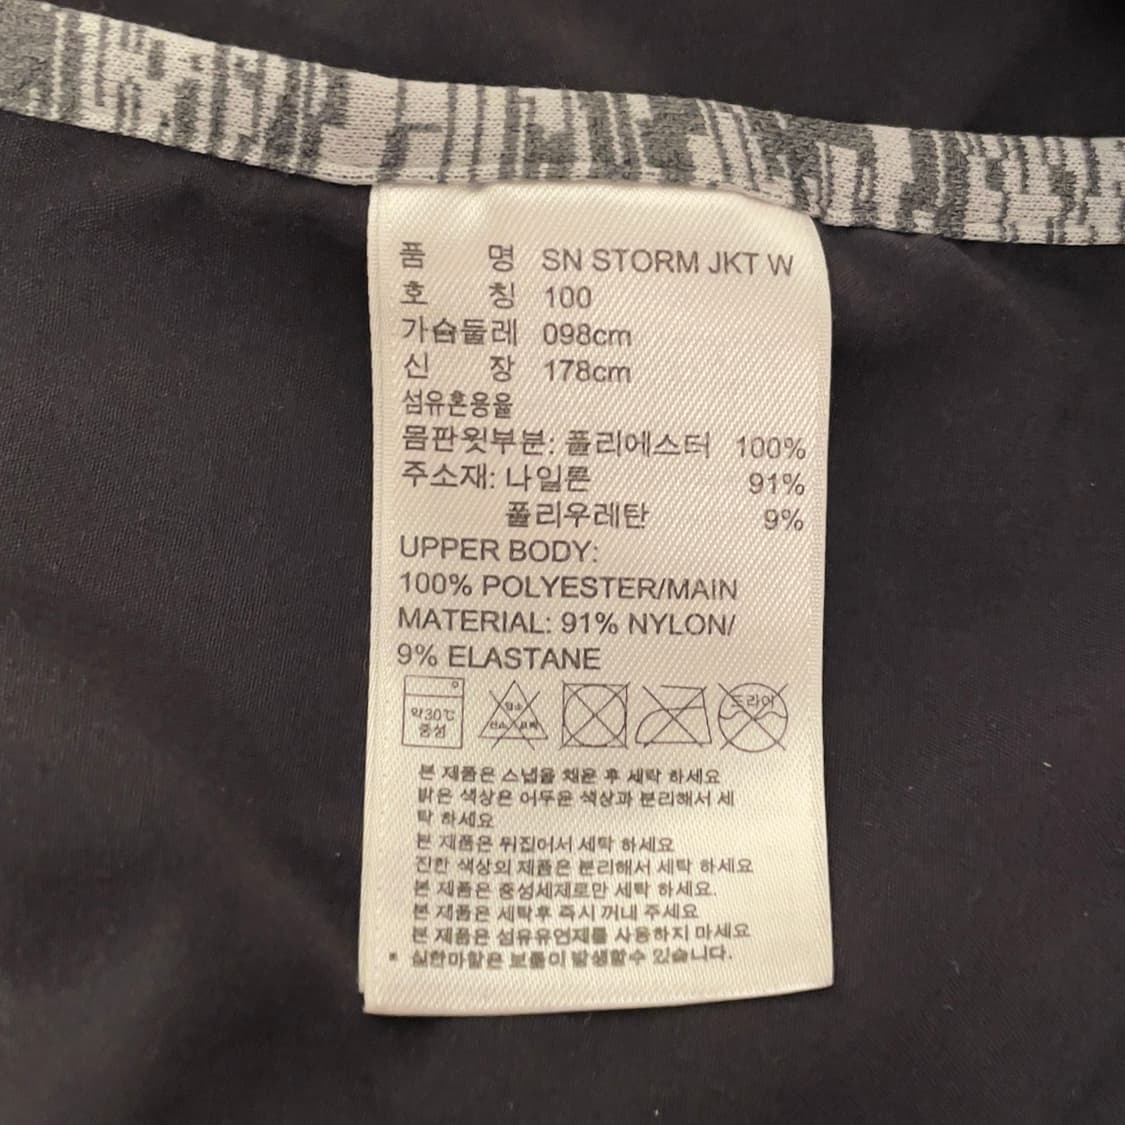 품 명 SN STORM JKT W
호 칭 100
가슴둘레 098cm
신 장 178cm
섬유혼용율
몸판윗부분: 폴리에스터 100%
주소재: 나일론 91%
폴리우레탄 9%
UPPER BODY:
100% POLYESTER/MAIN
MATERIAL: 91% NYLON/
9% ELASTANE
약30℃
중성
염소
산소 표백
드라이
본 제품은 스냅을 채운 후 세탁 하세요
밝은 색상은 어두운 색상과 분리해서 세
탁 하세요
본 제품은 뒤집어서 세탁 하세요
진한 색상의 제품은 분리해서 세탁 하세요
본 제품은 중성세제로만 세탁 하세요.
본 제품은 세탁후 즉시 꺼내 주세요
본 제품은 섬유유연제를 사용하지 마세요
* 심한마찰은 보풀이 발생할수 있습니다.